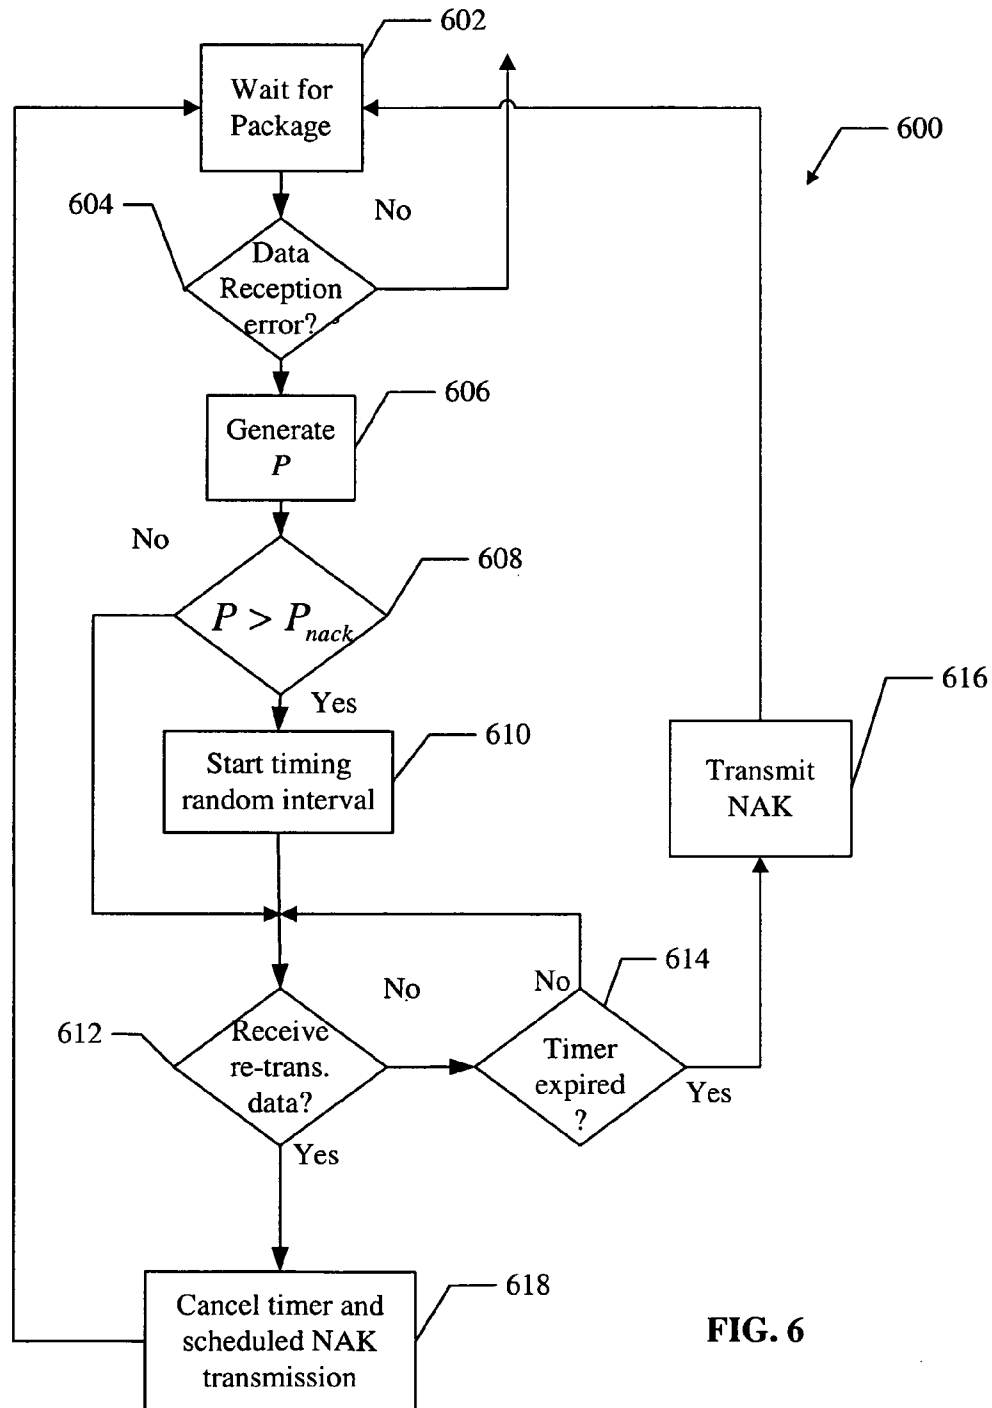 602
Wait for
Package
600
604
No
Data
Reception
error?
606
Generate
P
No
608
P > Pnack
Yes
616
610
Start timing
random interval
Transmit
NAK
614
No
No
612
Receive
re-trans.
data?
Timer
expired
?
Yes
Yes
618
Cancel timer and
scheduled NAK
transmission
FIG. 6